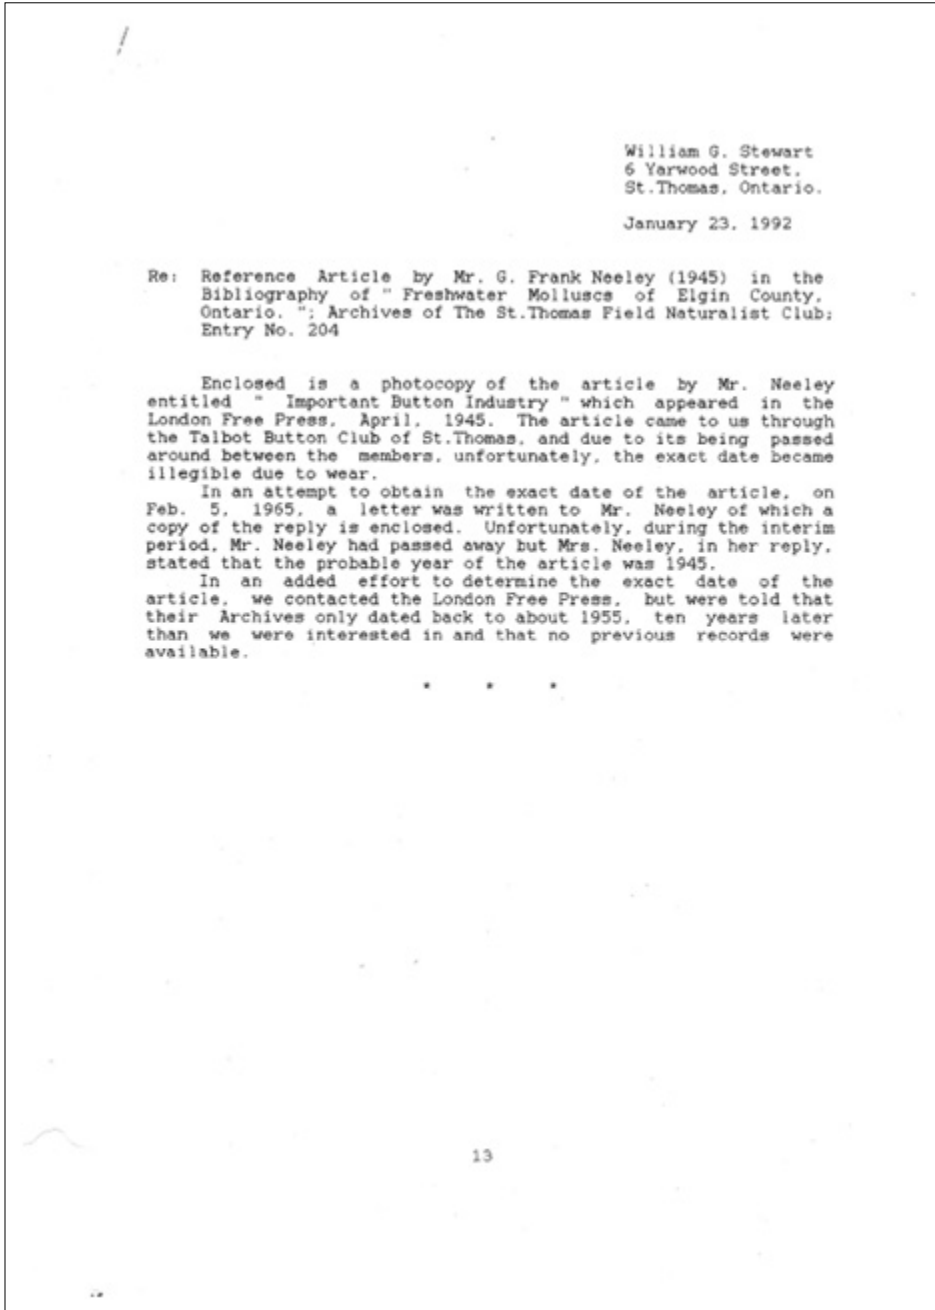 William G. Stewart
6 Yarwood Street,
St.Thomas, Ontario.
January 23, 1992
Re: Reference Article by Mr. G. Frank Neeley (1945) in the
Bibliography of " Freshwater Molluscs of Elgin County,
Ontario. "; Archives of The St.Thomas Field Naturalist Club;
Entry No. 204
Enclosed is a photocopy of the article by Mr. Neeley
entitled " Important Button Industry " which appeared in the
London Free Press, April, 1945. The article came to us through
the Talbot Button Club of St.Thomas, and due to its being passed
around between the members, unfortunately, the exact date became
illegible due to wear.
In an attempt to obtain the exact date of the article, on
Feb. 5, 1965, a letter was written to Mr. Neeley of which a
copy of the reply is enclosed. Unfortunately, during the interim
period, Mr. Neeley had passed away but Mrs. Neeley, in her reply,
stated that the probable year of the article was 1945.
In an added effort to determine the exact date of the
article, we contacted the London Free Press, but were told that
their Archives only dated back to about 1955, ten years later
than we were interested in and that no previous records were
available.
* * *
13